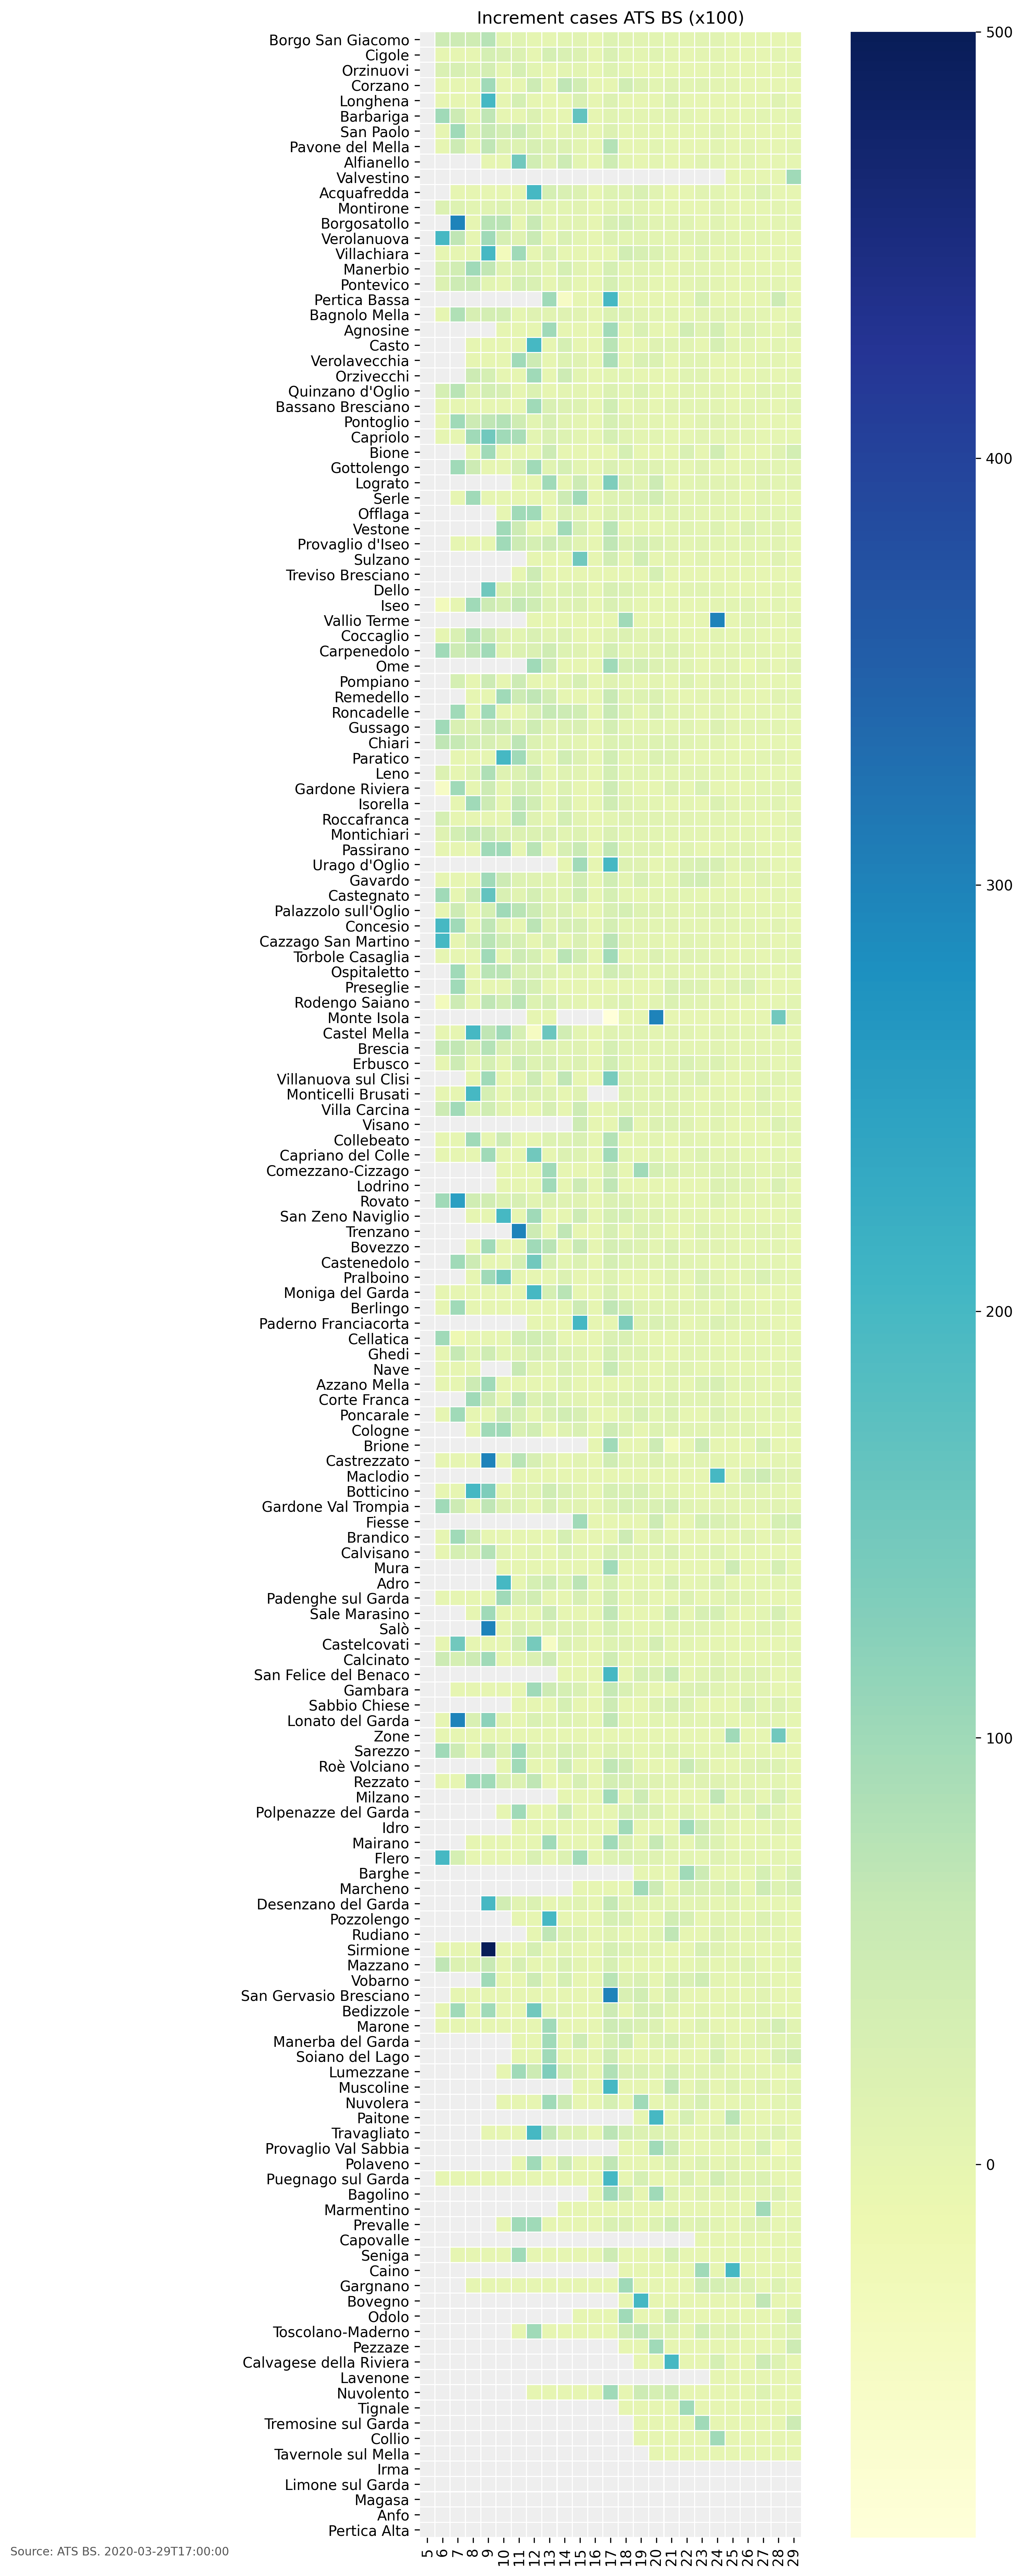 Increment cases ATS BS (x100)
Borgo San Giacomo
Cigole
Orzinuovi
Corzano
Longhena
Barbariga
San Paolo
Pavone del Mella
Alfianello
Valvestino
Acquafredda
Montirone
Borgosatollo
Verolanuova
Villachiara
Manerbio
Pontevico
Pertica Bassa
Bagnolo Mella
Agnosine
Casto
Verolavecchia
Orzivecchi
Quinzano d'Oglio
Bassano Bresciano
Pontoglio
Capriolo
Bione
Gottolengo
Lograto
Serle
Offlaga
Vestone
Provaglio d'Iseo
Sulzano
Treviso Bresciano
Dello
Iseo
Vallio Terme
Coccaglio
Carpenedolo
Ome
Pompiano
Remedello
Roncadelle
Gussago
Chiari
Paratico
Leno
Gardone Riviera
Isorella
Roccafranca
Montichiari
Passirano
Urago d'Oglio
Gavardo
Castegnato
Palazzolo sull'Oglio
Concesio
Cazzago San Martino
Torbole Casaglia
Ospitaletto
Preseglie
Rodengo Saiano
Monte Isola
Castel Mella
Brescia
Erbusco
Villanuova sul Clisi
Monticelli Brusati
Villa Carcina
Visano
Collebeato
Capriano del Colle
Comezzano-Cizzago
Lodrino
Rovato
San Zeno Naviglio
Trenzano
Bovezzo
Castenedolo
Pralboino
Moniga del Garda
Berlingo
Paderno Franciacorta
Cellatica
Ghedi
Nave
Azzano Mella
Corte Franca
Poncarale
Cologne
Brione
Castrezzato
Maclodio
Botticino
Gardone Val Trompia
Fiesse
Brandico
Calvisano
Mura
Adro
Padenghe sul Garda
Sale Marasino
Salò
Castelcovati
Calcinato
San Felice del Benaco
Gambara
Sabbio Chiese
Lonato del Garda
Zone
Sarezzo
Roè Volciano
Rezzato
Milzano
Polpenazze del Garda
Idro
Mairano
Flero
Barghe
Marcheno
Desenzano del Garda
Pozzolengo
Rudiano
Sirmione
Mazzano
Vobarno
San Gervasio Bresciano
Bedizzole
Marone
Manerba del Garda
Soiano del Lago
Lumezzane
Muscoline
Nuvolera
Paitone
Travagliato
Provaglio Val Sabbia
Polaveno
Puegnago sul Garda
Bagolino
Marmentino
Prevalle
Capovalle
Seniga
Caino
Gargnano
Bovegno
Odolo
Toscolano-Maderno
Pezzaze
Calvagese della Riviera
Lavenone
Nuvolento
Tignale
Tremosine sul Garda
Collio
Tavernole sul Mella
Irma
Limone sul Garda
Magasa
Anfo
Pertica Alta
5 6 7 8 9 10 11 12 13 14 15 16 17 18 19 20 21 22 23 24 25 26 27 28 29
500
400
300
200
100
0
Source: ATS BS. 2020-03-29T17:00:00